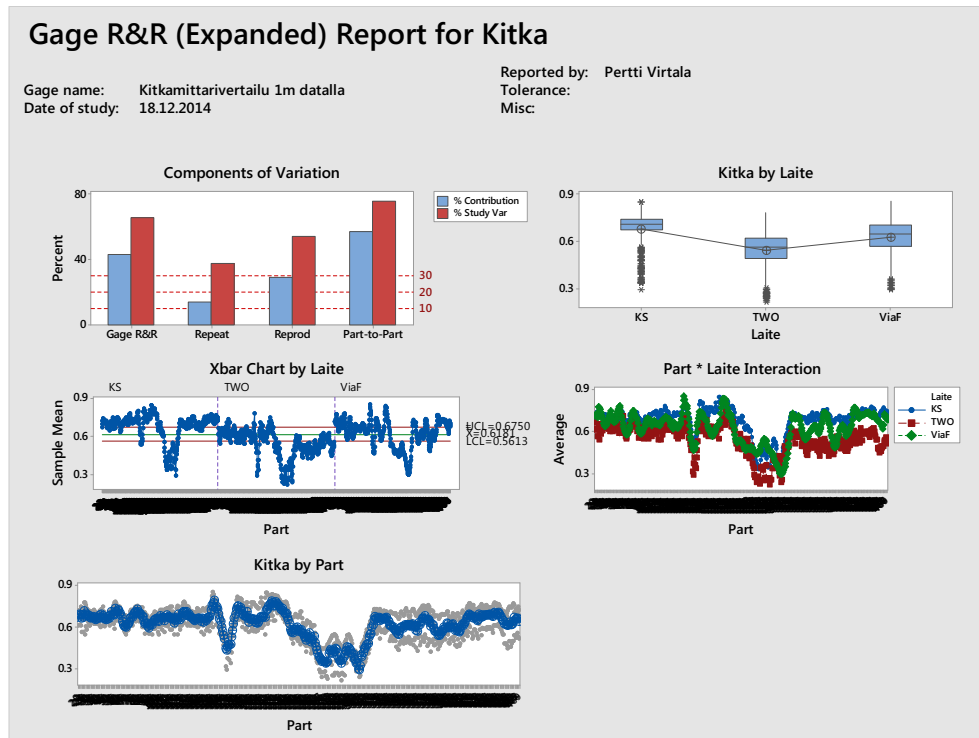 Gage R&R (Expanded) Report for Kitka
Gage name: Kitkamittarivertailu 1m datalla
Date of study: 18.12.2014
Reported by: Pertti Virtala
Tolerance:
Misc:
Components of Variation
80
40
0
Percent
30
20
10
Gage R&R Repeat Reprod Part-to-Part
% Contribution
% Study Var
Kitka by Laite
0.9
0.6
0.3
KS TWO ViaF
Laite
Xbar Chart by Laite
KS TWO ViaF
0.9
0.6
0.3
Sample Mean
UCL=0.6750
X=0.6181
LCL=0.5613
Part
Part * Laite Interaction
0.9
0.6
0.3
Average
Laite
KS
TWO
ViaF
Part
Kitka by Part
0.9
0.6
0.3
Part